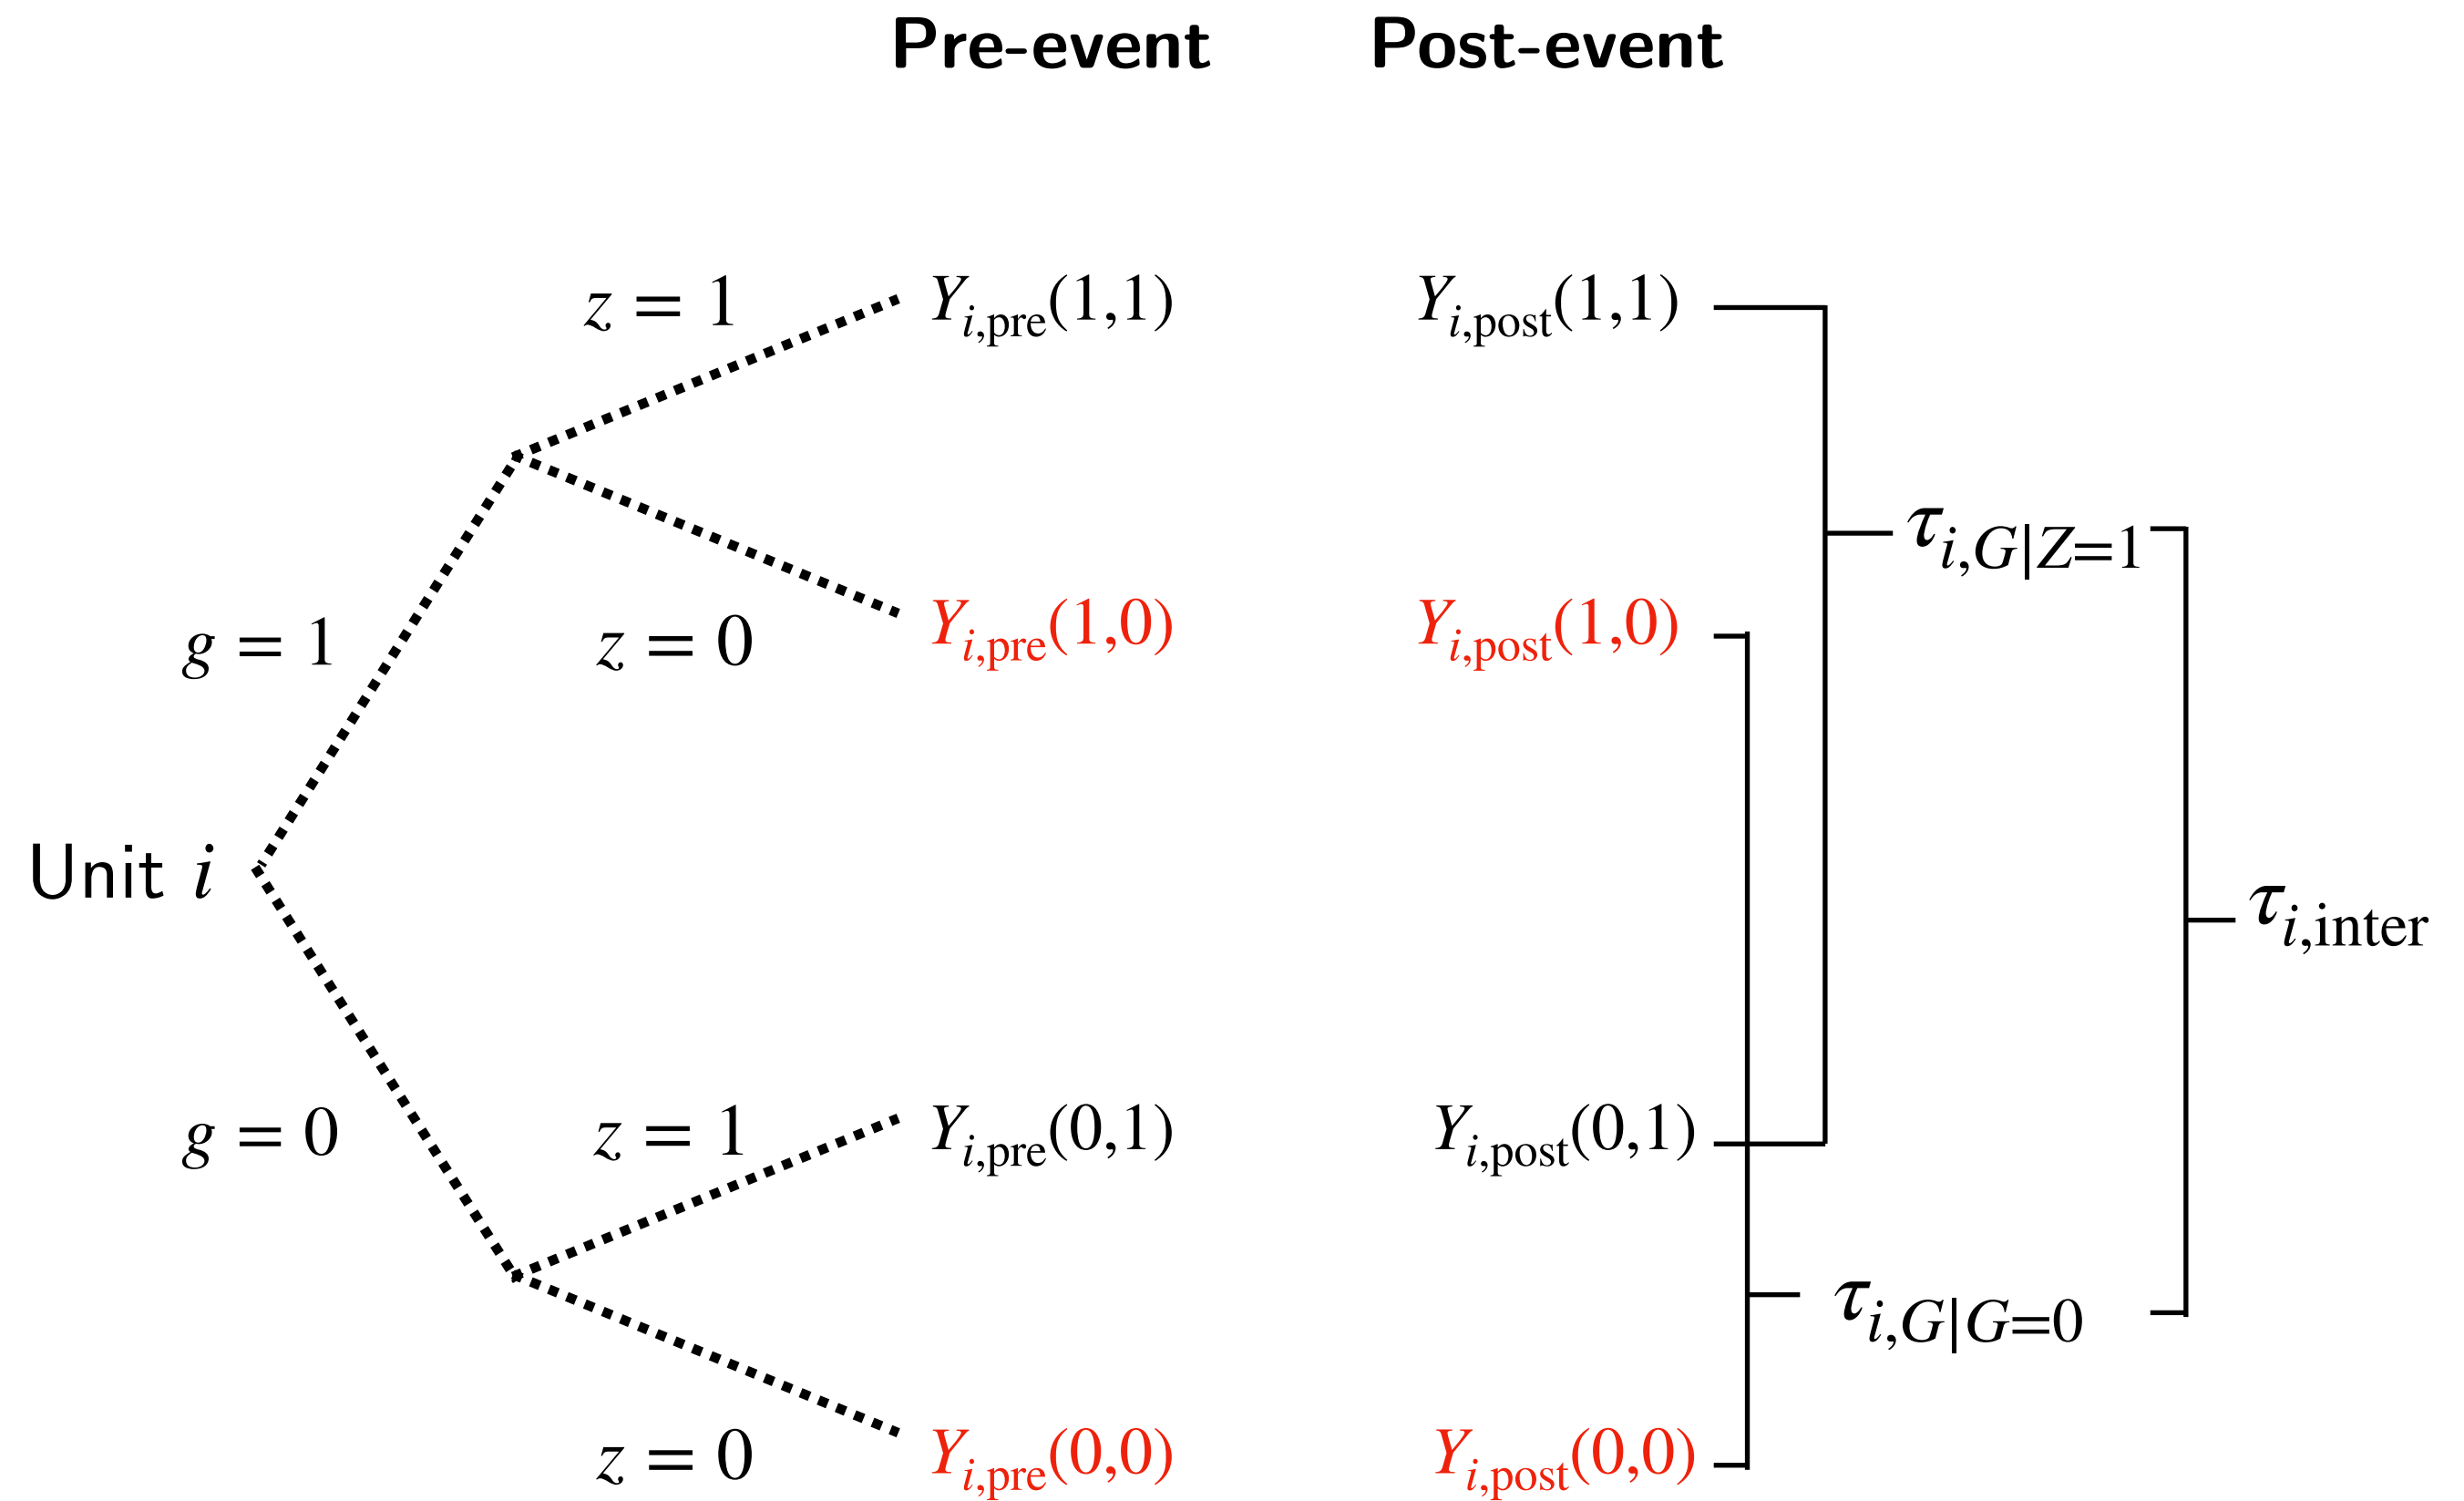 Pre-event Post-event
z = 1 Y_{i,pre}(1,1) Y_{i,post}(1,1)
τ_{i,G|Z=1}
g = 1 z = 0 Y_{i,pre}(1,0) Y_{i,post}(1,0)
Unit i
τ_{i,inter}
g = 0 z = 1 Y_{i,pre}(0,1) Y_{i,post}(0,1)
τ_{i,G|G=0}
z = 0 Y_{i,pre}(0,0) Y_{i,post}(0,0)